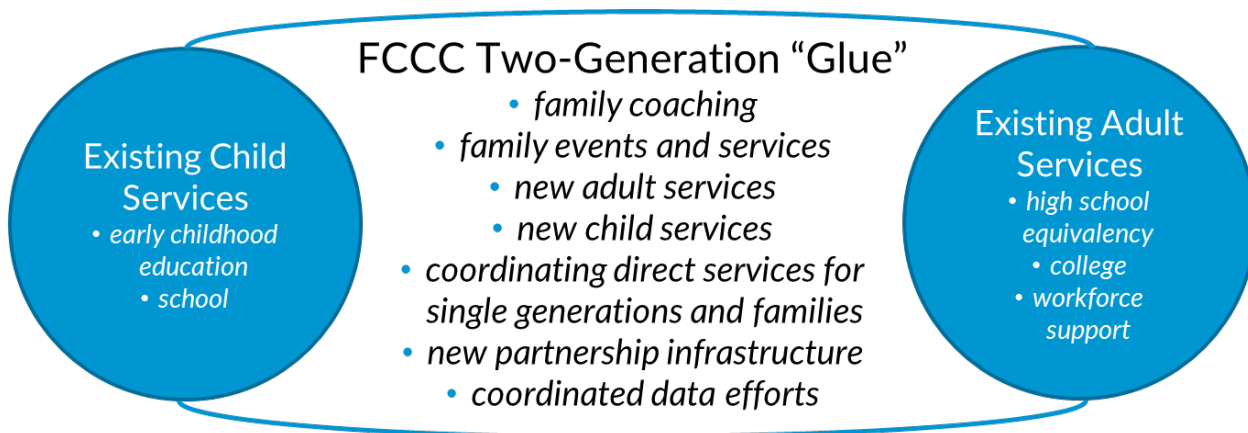 Existing Child
Services
• early childhood
education
• school
FCCC Two-Generation “Glue”
• family coaching
• family events and services
• new adult services
• new child services
• coordinating direct services for
single generations and families
• new partnership infrastructure
• coordinated data efforts
Existing Adult
Services
• high school
equivalency
• college
• workforce
support